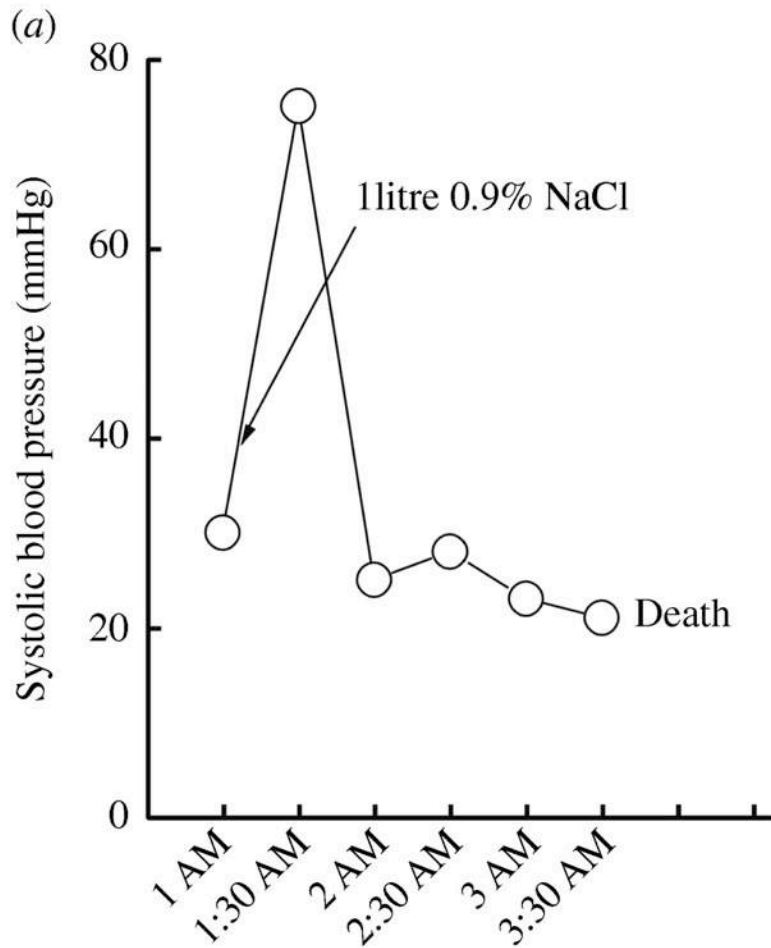 (a)
80
60
40
20
0
Systolic blood pressure (mmHg)
1litre 0.9% NaCl
Death
1 AM
1:30 AM
2 AM
2:30 AM
3 AM
3:30 AM